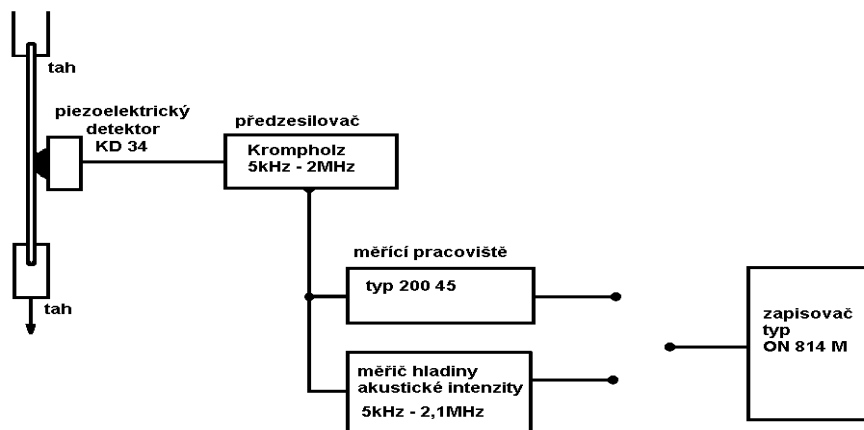 tah
piezoelektrický
detektor
KD 34
předzesilovač
Krompholz
5kHz - 2MHz
měřící pracoviště
typ 200 45
tah
měřič hladiny
akustické intenzity
5kHz - 2,1MHz
zapisovač
typ
ON 814 M